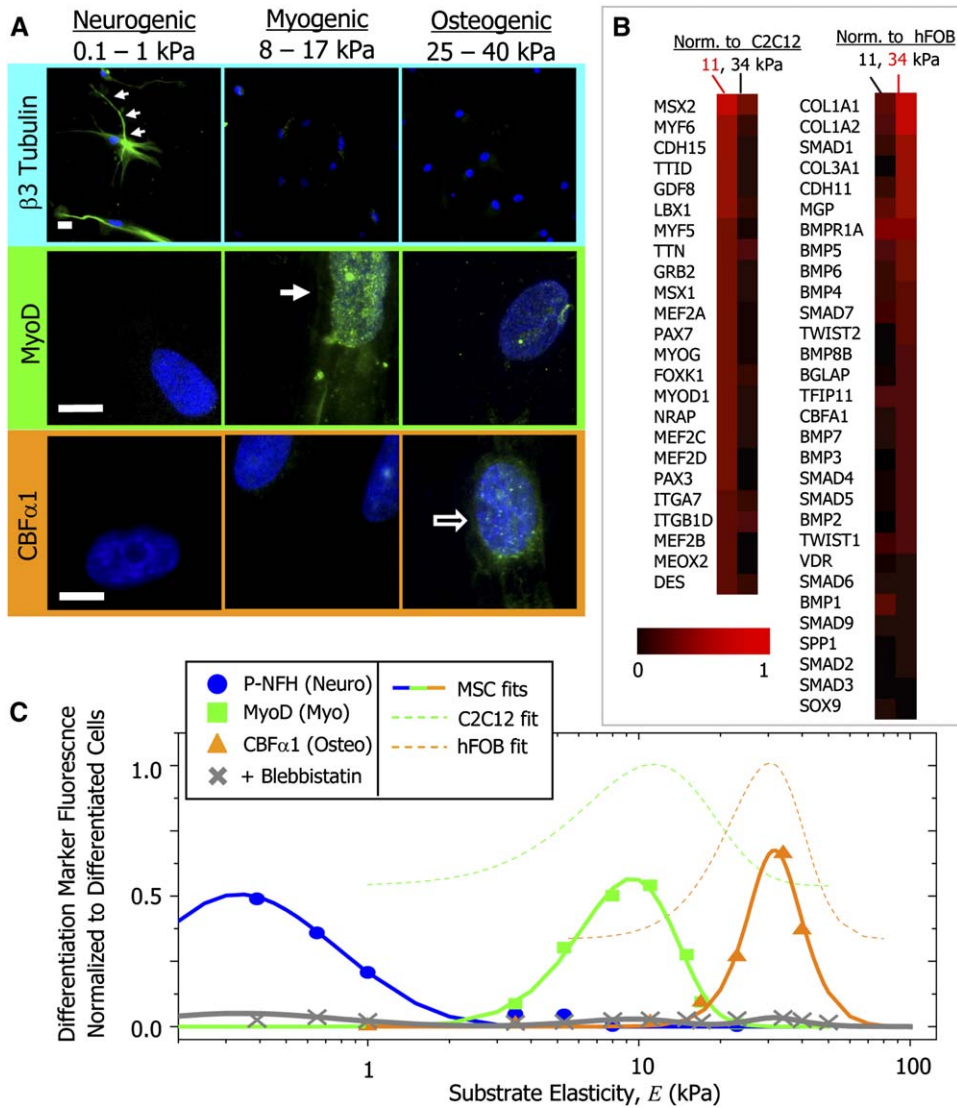 A
Neurogenic
0.1 – 1 kPa
Myogenic
8 – 17 kPa
Osteogenic
25 – 40 kPa
β3 Tubulin
MyoD
CBFα1
B
Norm. to C2C12
11, 34 kPa
MSX2
MYF6
CDH15
TTID
GDF8
LBX1
MYF5
TTN
GRB2
MSX1
MEF2A
PAX7
MYOG
FOXK1
MYOD1
NRAP
MEF2C
MEF2D
PAX3
ITGA7
ITGB1D
MEF2B
MEOX2
DES
0 1
Norm. to hFOB
11, 34 kPa
COL1A1
COL1A2
SMAD1
COL3A1
CDH11
MGP
BMPR1A
BMP5
BMP6
BMP4
SMAD7
TWIST2
BMP8B
BGLAP
TFIP11
CBFA1
BMP7
BMP3
SMAD4
SMAD5
BMP2
TWIST1
VDR
SMAD6
BMP1
SMAD9
SPP1
SMAD2
SMAD3
SOX9
C
P-NFH (Neuro)
MyoD (Myo)
CBFα1 (Osteo)
+ Blebbistatin
MSC fits
C2C12 fit
hFOB fit
Differentiation Marker Fluorescnce
Normalized to Differentiated Cells
1.0
0.5
0.0
1 10 100
Substrate Elasticity, E (kPa)